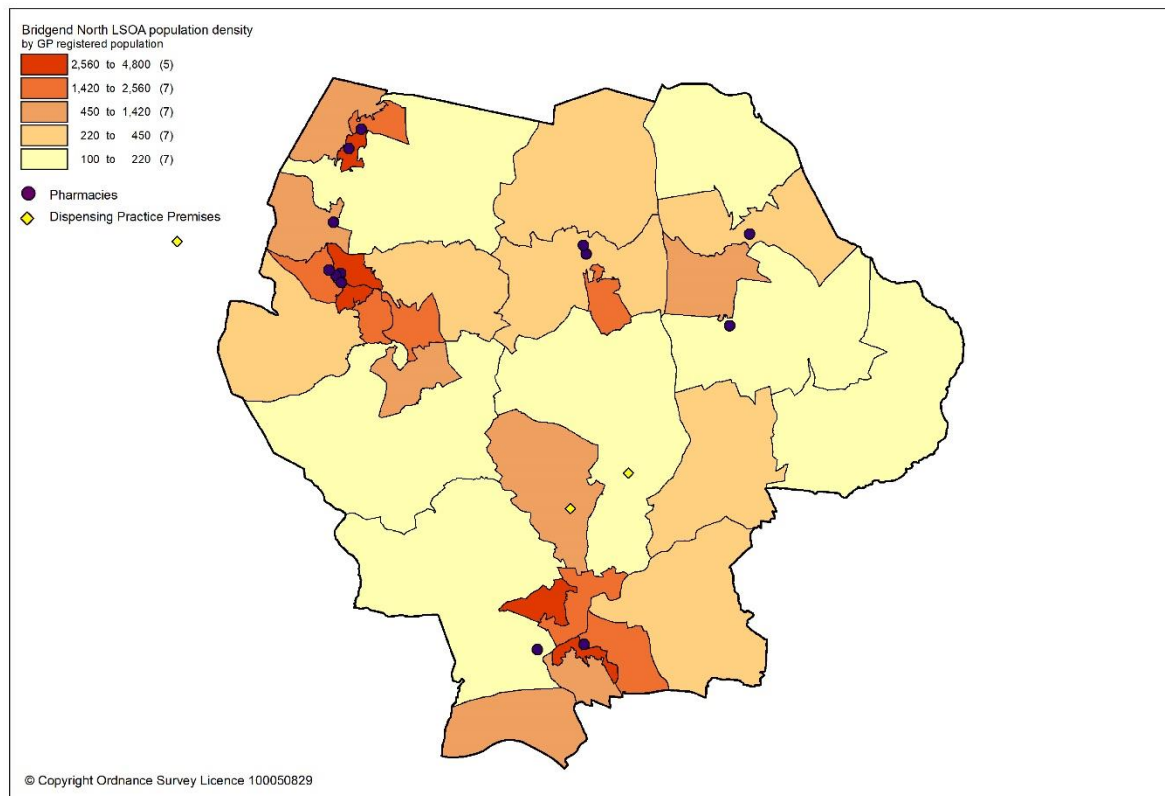 Bridgend North LSOA population density
by GP registered population
2,560 to 4,800 (5)
1,420 to 2,560 (7)
450 to 1,420 (7)
220 to 450 (7)
100 to 220 (7)
Pharmacies
Dispensing Practice Premises
© Copyright Ordnance Survey Licence 100050829